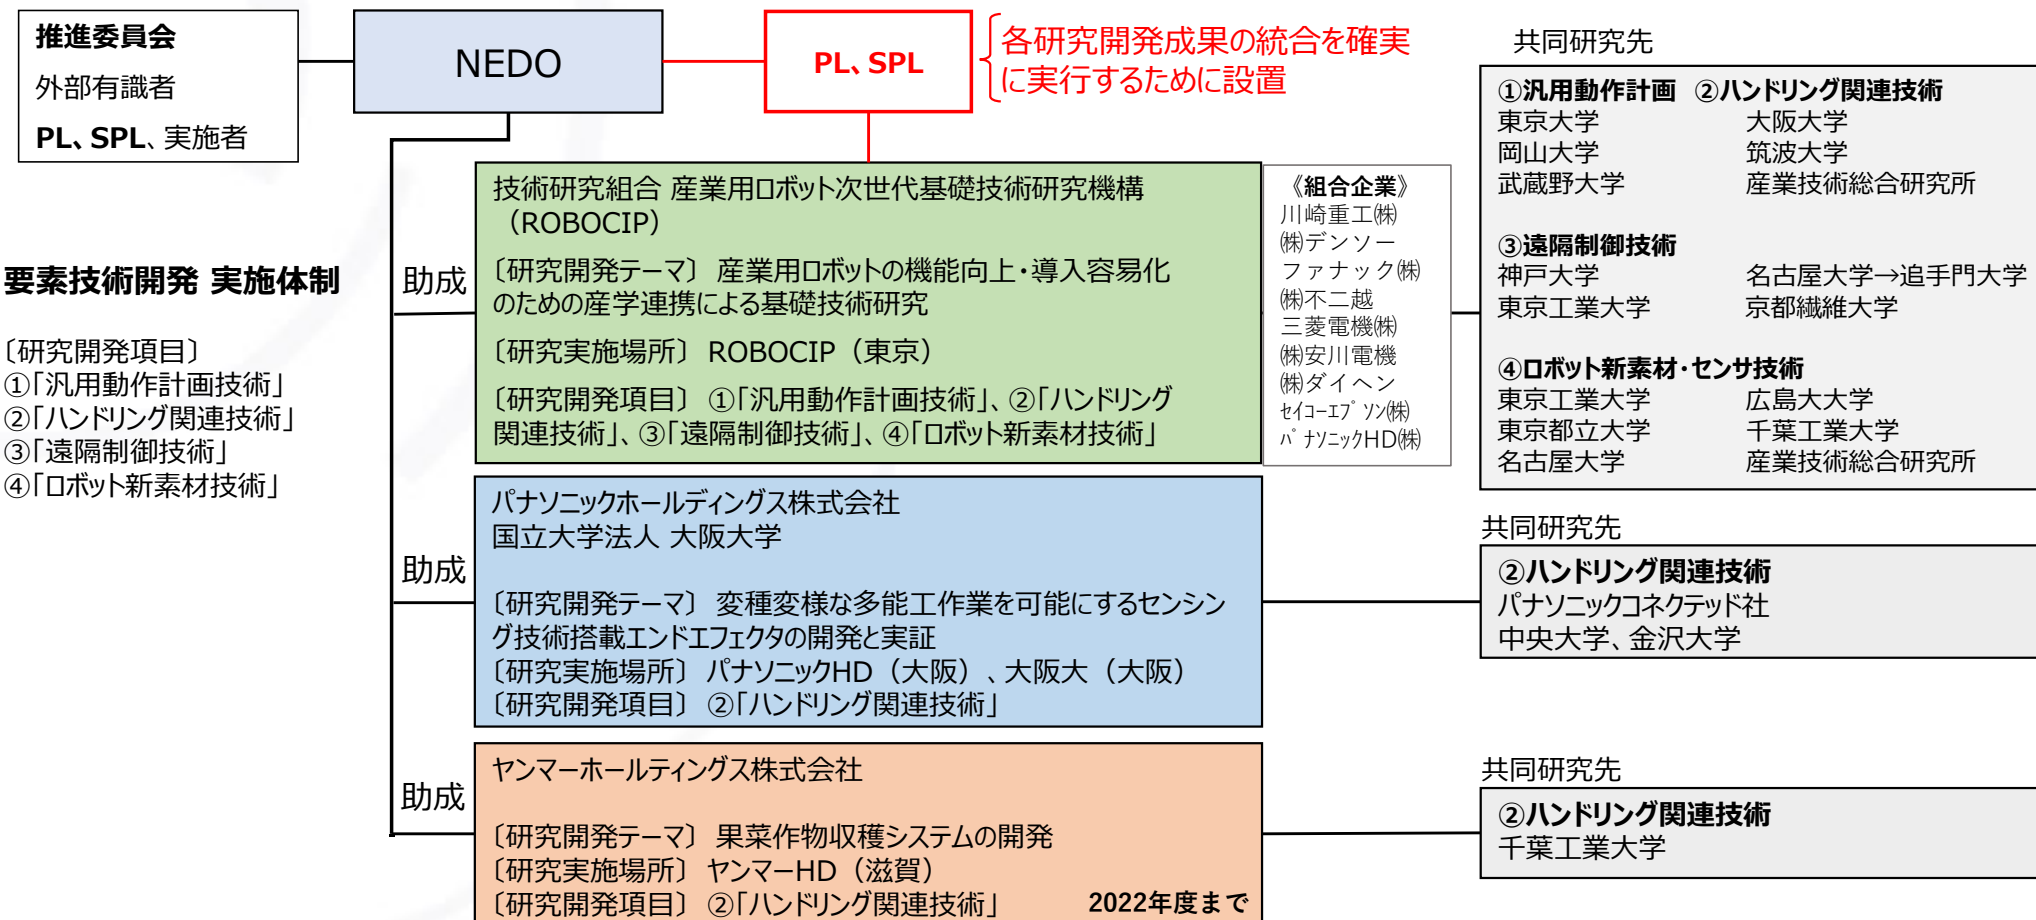 推進委員会
外部有識者
PL、SPL、実施者
NEDO
PL、SPL
各研究開発成果の統合を確実
に実行するために設置
要素技術開発 実施体制
〔研究開発項目〕
①「汎用動作計画技術」
②「ハンドリング関連技術」
③「遠隔制御技術」
④「ロボット新素材技術」
助成
技術研究組合 産業用ロボット次世代基礎技術研究機構
（ROBOCIP）
〔研究開発テーマ〕 産業用ロボットの機能向上・導入容易化
のための産学連携による基礎技術研究
〔研究実施場所〕 ROBOCIP（東京）
〔研究開発項目〕 ①「汎用動作計画技術」、②「ハンドリング
関連技術」、③「遠隔制御技術」、④「ロボット新素材技術」
《組合企業》
川崎重工㈱
㈱デンソー
ファナック㈱
㈱不二越
三菱電機㈱
㈱安川電機
㈱ダイヘン
ｾｲｺｰｴﾌﾟｿﾝ㈱
ﾊﾟﾅｿﾆｯｸHD㈱
共同研究先
①汎用動作計画 ②ハンドリング関連技術
東京大学 大阪大学
岡山大学 筑波大学
武蔵野大学 産業技術総合研究所
③遠隔制御技術
神戸大学 名古屋大学→追手門大学
東京工業大学 京都繊維大学
④ロボット新素材・センサ技術
東京工業大学 広島大大学
東京都立大学 千葉工業大学
名古屋大学 産業技術総合研究所
助成
パナソニックホールディングス株式会社
国立大学法人 大阪大学
〔研究開発テーマ〕 変種変様な多能工作業を可能にするセンシン
グ技術搭載エンドエフェクタの開発と実証
〔研究実施場所〕 パナソニックHD（大阪）、大阪大（大阪）
〔研究開発項目〕 ②「ハンドリング関連技術」
共同研究先
②ハンドリング関連技術
パナソニックコネクテッド社
中央大学、金沢大学
助成
ヤンマーホールティングス株式会社
〔研究開発テーマ〕 果菜作物収穫システムの開発
〔研究実施場所〕 ヤンマーHD（滋賀）
〔研究開発項目〕 ②「ハンドリング関連技術」 2022年度まで
共同研究先
②ハンドリング関連技術
千葉工業大学